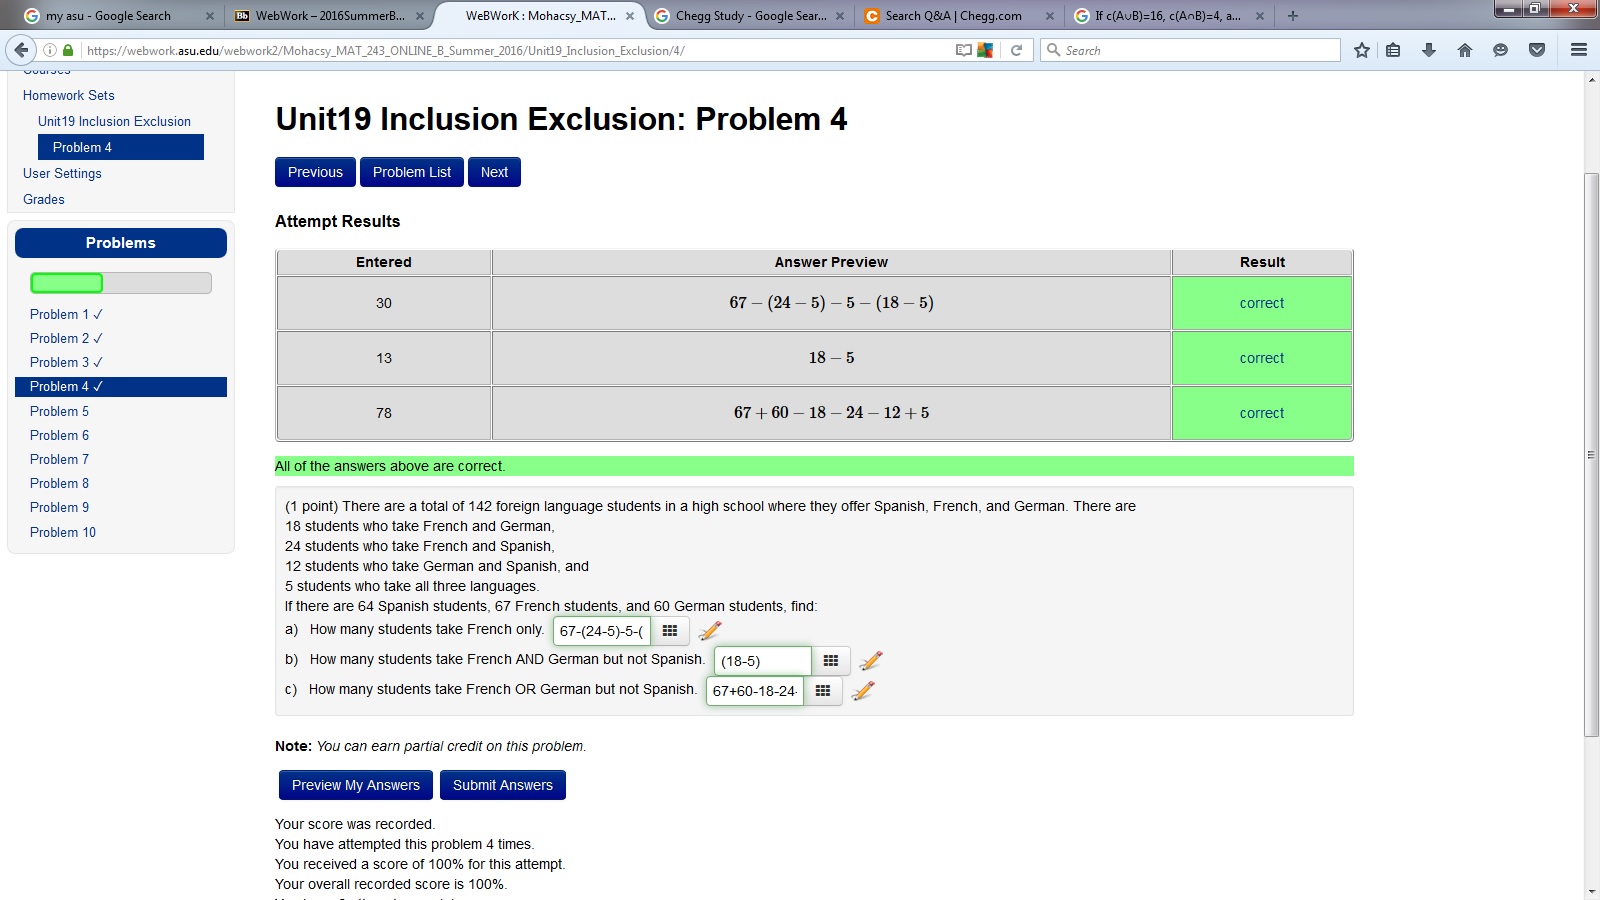 my asu - Google Search
WebWork – 2016SummerB...
WeBWorK : Mohacsy_MAT...
Chegg Study - Google Sear...
Search Q&A | Chegg.com
If c(A∪B)=16, c(A∩B)=4, a...
https://webwork.asu.edu/webwork2/Mohacsy_MAT_243_ONLINE_B_Summer_2016/Unit19_Inclusion_Exclusion/4/
Search
Courses
Homework Sets
Unit19 Inclusion Exclusion
Problem 4
User Settings
Grades
Problems
Problem 1 ✓
Problem 2 ✓
Problem 3 ✓
Problem 4 ✓
Problem 5
Problem 6
Problem 7
Problem 8
Problem 9
Problem 10
Unit19 Inclusion Exclusion: Problem 4
Previous Problem List Next
Attempt Results
Entered Answer Preview Result
30 67 − (24 − 5) − 5 − (18 − 5) correct
13 18 − 5 correct
78 67 + 60 − 18 − 24 − 12 + 5 correct
All of the answers above are correct.
(1 point) There are a total of 142 foreign language students in a high school where they offer Spanish, French, and German. There are
18 students who take French and German,
24 students who take French and Spanish,
12 students who take German and Spanish, and
5 students who take all three languages.
If there are 64 Spanish students, 67 French students, and 60 German students, find:
a) How many students take French only. 67-(24-5)-5-(
b) How many students take French AND German but not Spanish. (18-5)
c) How many students take French OR German but not Spanish. 67+60-18-24-
Note: You can earn partial credit on this problem.
Preview My Answers Submit Answers
Your score was recorded.
You have attempted this problem 4 times.
You received a score of 100% for this attempt.
Your overall recorded score is 100%.